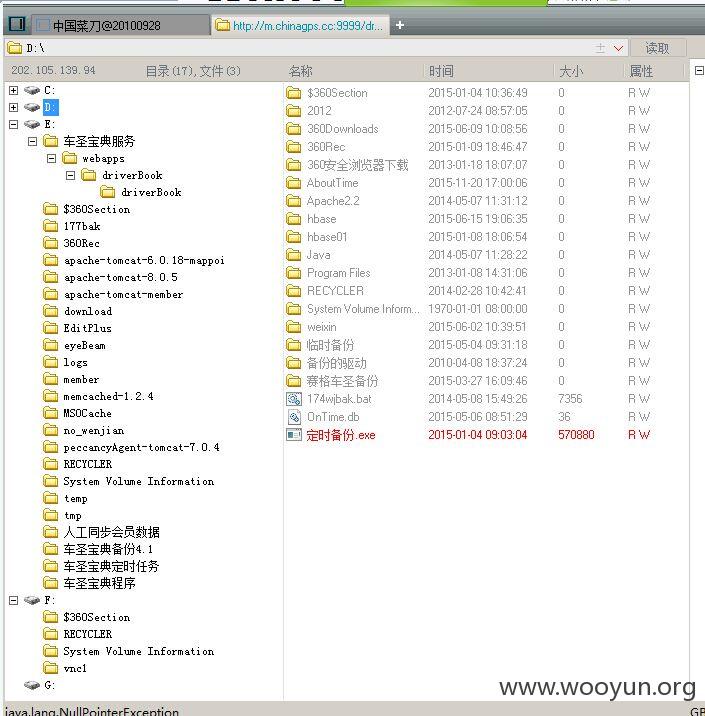 中国菜刀@20100928
http://m.chinagps.cc:9999/dr...
D:\
读取
202.105.139.94 目录(17),文件(3)
C:
D:
E:
车圣宝典服务
webapps
driverBook
driverBook
$360Section
177bak
360Rec
apache-tomcat-6.0.18-mappoi
apache-tomcat-8.0.5
apache-tomcat-member
download
EditPlus
eyeBeam
logs
member
memcached-1.2.4
MSOCache
no_wenjian
peccancyAgent-tomcat-7.0.4
RECYCLER
System Volume Information
temp
tmp
人工同步会员数据
车圣宝典备份4.1
车圣宝典定时任务
车圣宝典程序
F:
$360Section
RECYCLER
System Volume Information
vnc1
G:
名称 时间 大小 属性
$360Section 2015-01-04 10:36:49 0 R W
2012 2012-07-24 08:57:05 0 R W
360Downloads 2015-06-09 10:08:56 0 R W
360Rec 2015-01-09 18:46:47 0 R W
360安全浏览器下载 2013-01-18 18:07:07 0 R W
AboutTime 2015-11-20 17:00:06 0 R W
Apache2.2 2014-05-07 11:31:12 0 R W
hbase 2015-06-15 19:06:35 0 R W
hbase01 2015-01-08 18:06:54 0 R W
Java 2014-05-07 11:28:22 0 R W
Program Files 2013-01-08 14:31:06 0 R W
RECYCLER 2014-02-28 10:42:41 0 R W
System Volume Inform... 1970-01-01 08:00:00 0 R W
weixin 2015-06-02 10:39:51 0 R W
临时备份 2015-05-04 09:31:18 0 R W
备份的驱动 2010-04-08 18:37:24 0 R W
赛格车圣备份 2015-03-27 16:09:46 0 R W
174wjbak.bat 2014-05-08 15:49:26 7356 R W
OnTime.db 2015-05-06 08:51:29 36 R W
定时备份.exe 2015-01-04 09:03:04 570880 R W
www.wooyun.org
java.lang.NullPointerException